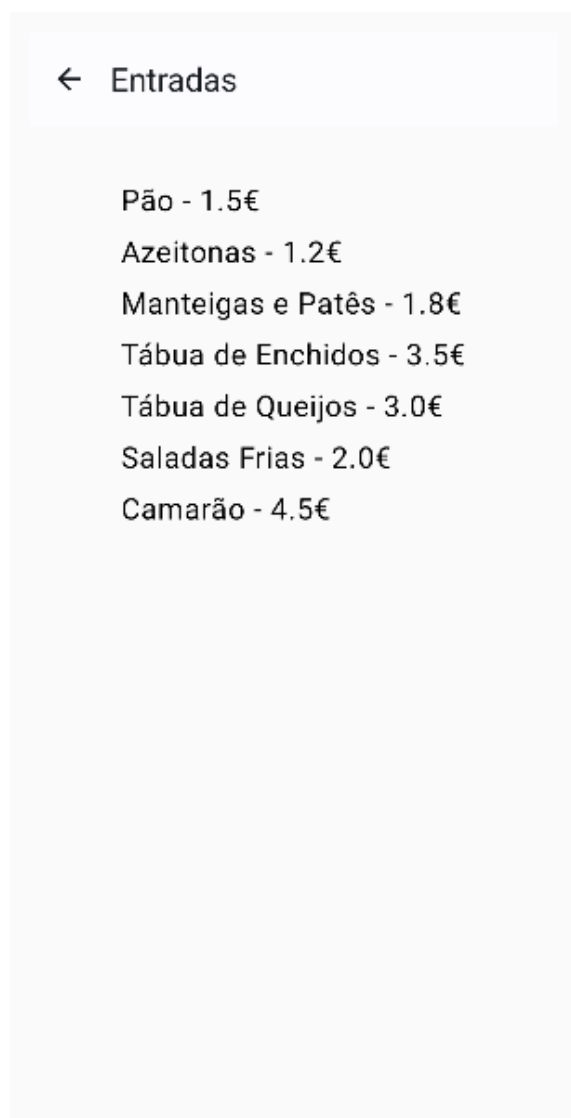 ← Entradas
Pão - 1.5€
Azeitonas - 1.2€
Manteigas e Patês - 1.8€
Tábua de Enchidos - 3.5€
Tábua de Queijos - 3.0€
Saladas Frias - 2.0€
Camarão - 4.5€